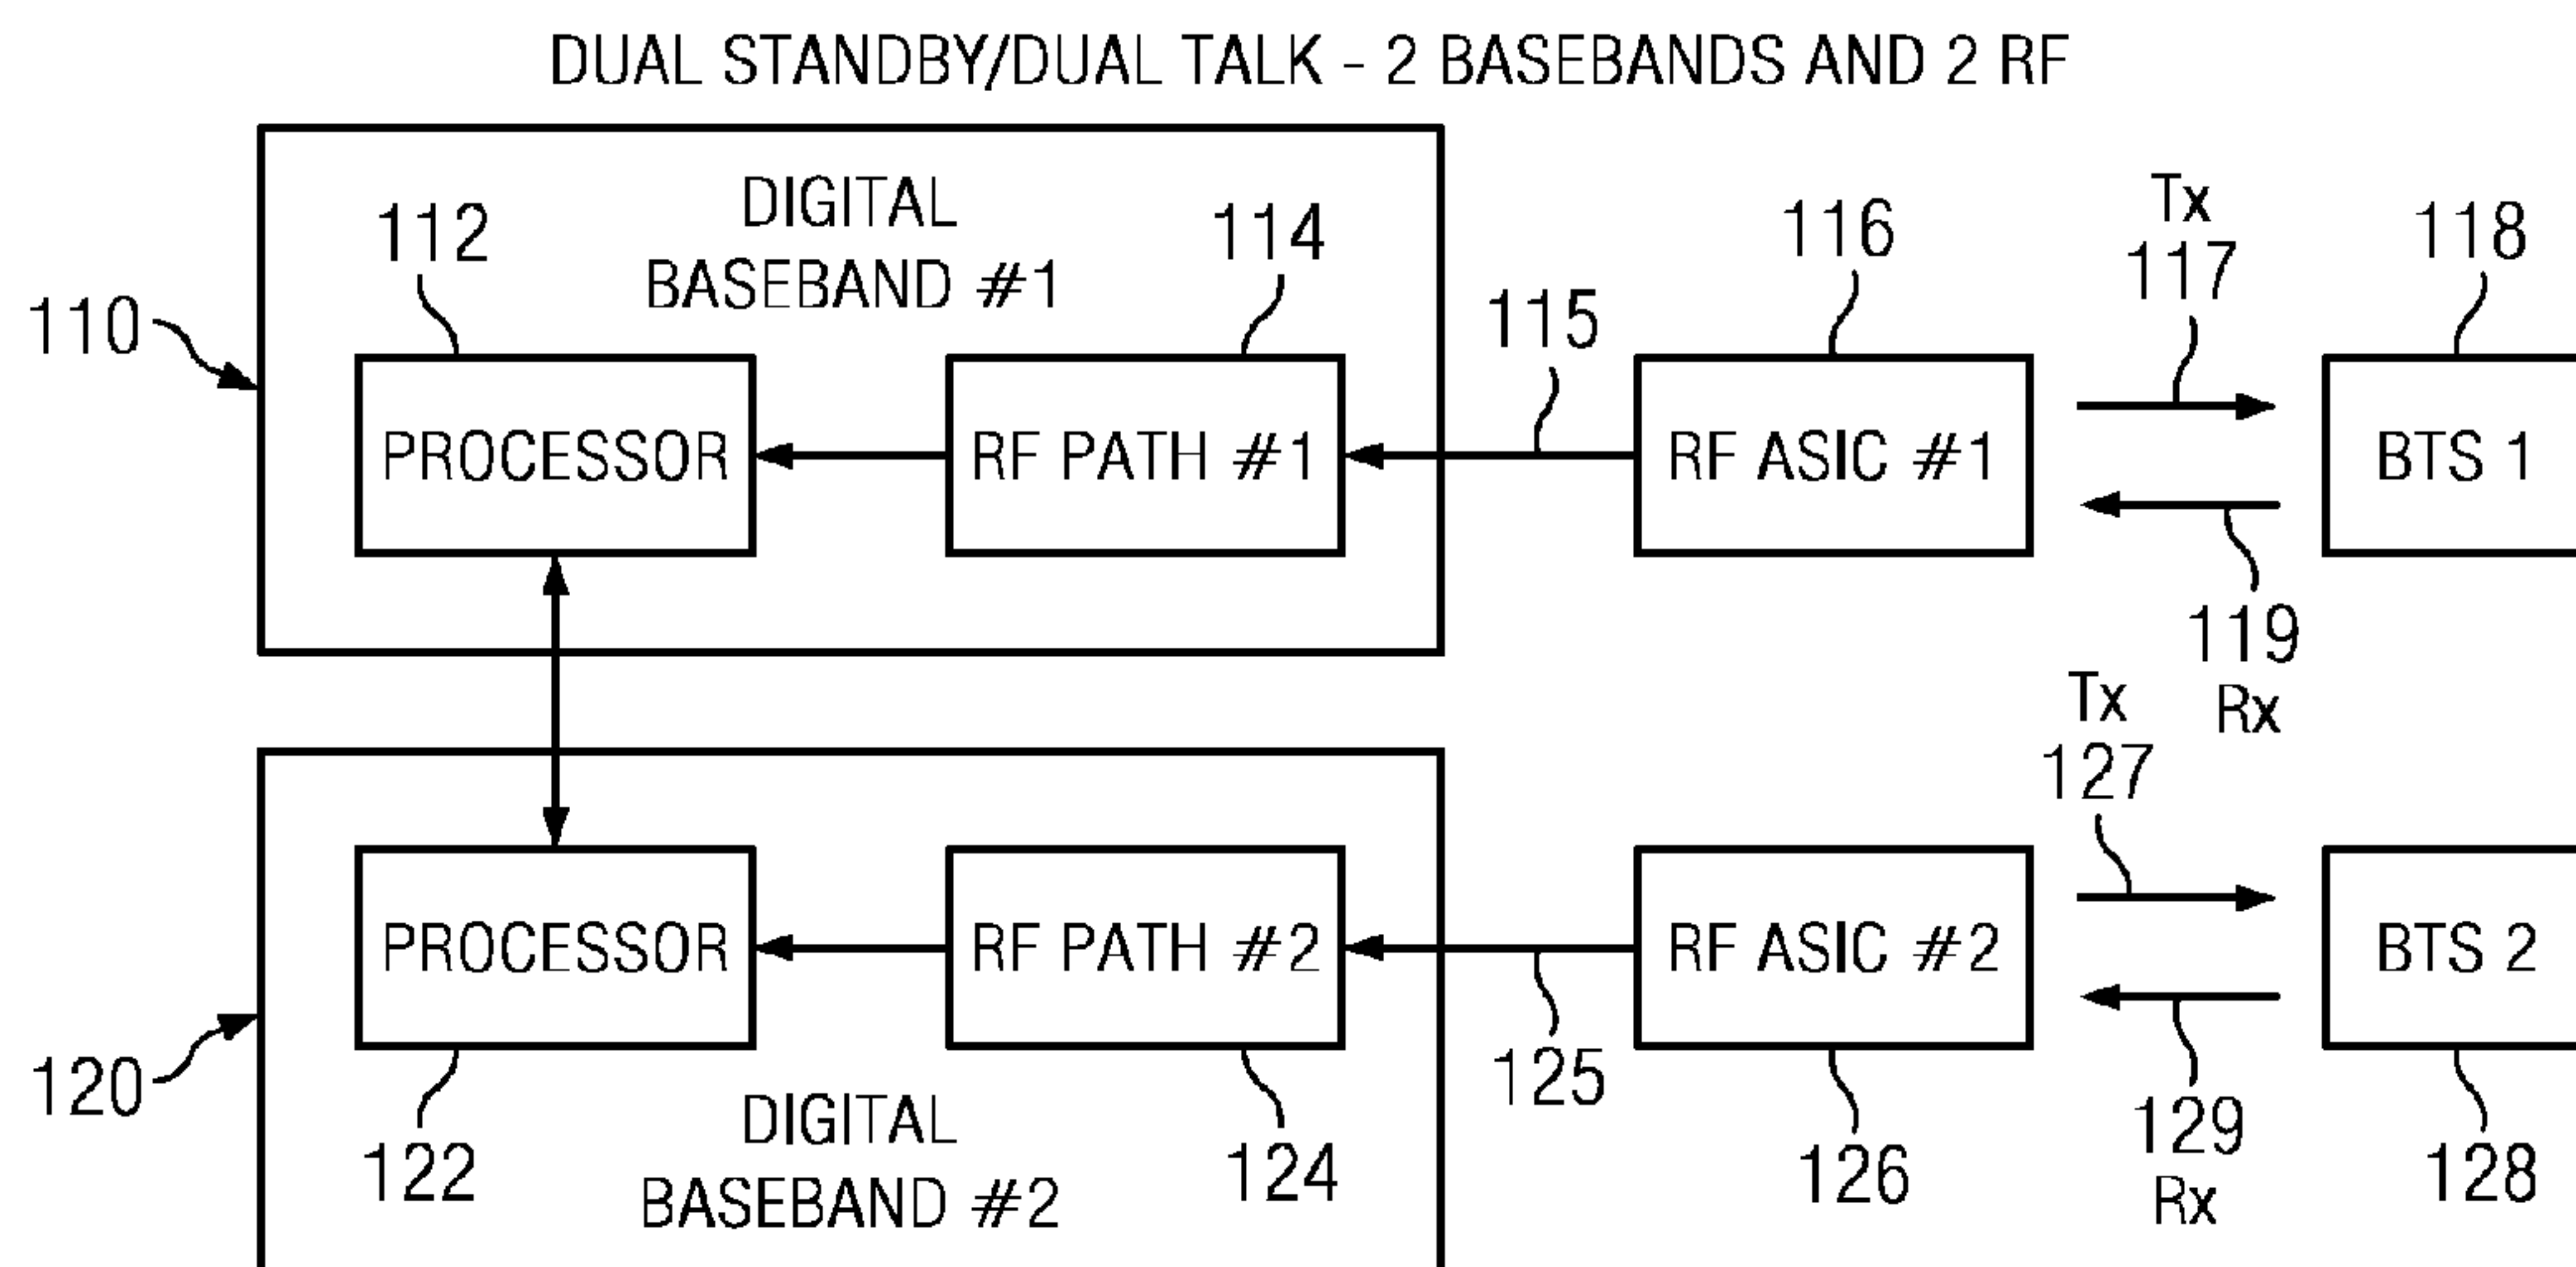 DUAL STANDBY/DUAL TALK - 2 BASEBANDS AND 2 RF
DIGITAL
BASEBAND #1
110
112
114
115
116
Tx
117
118
PROCESSOR
RF PATH #1
RF ASIC #1
BTS 1
119
Rx
Tx
127
PROCESSOR
RF PATH #2
RF ASIC #2
BTS 2
120
122
DIGITAL
BASEBAND #2
124
125
126
129
Rx
128